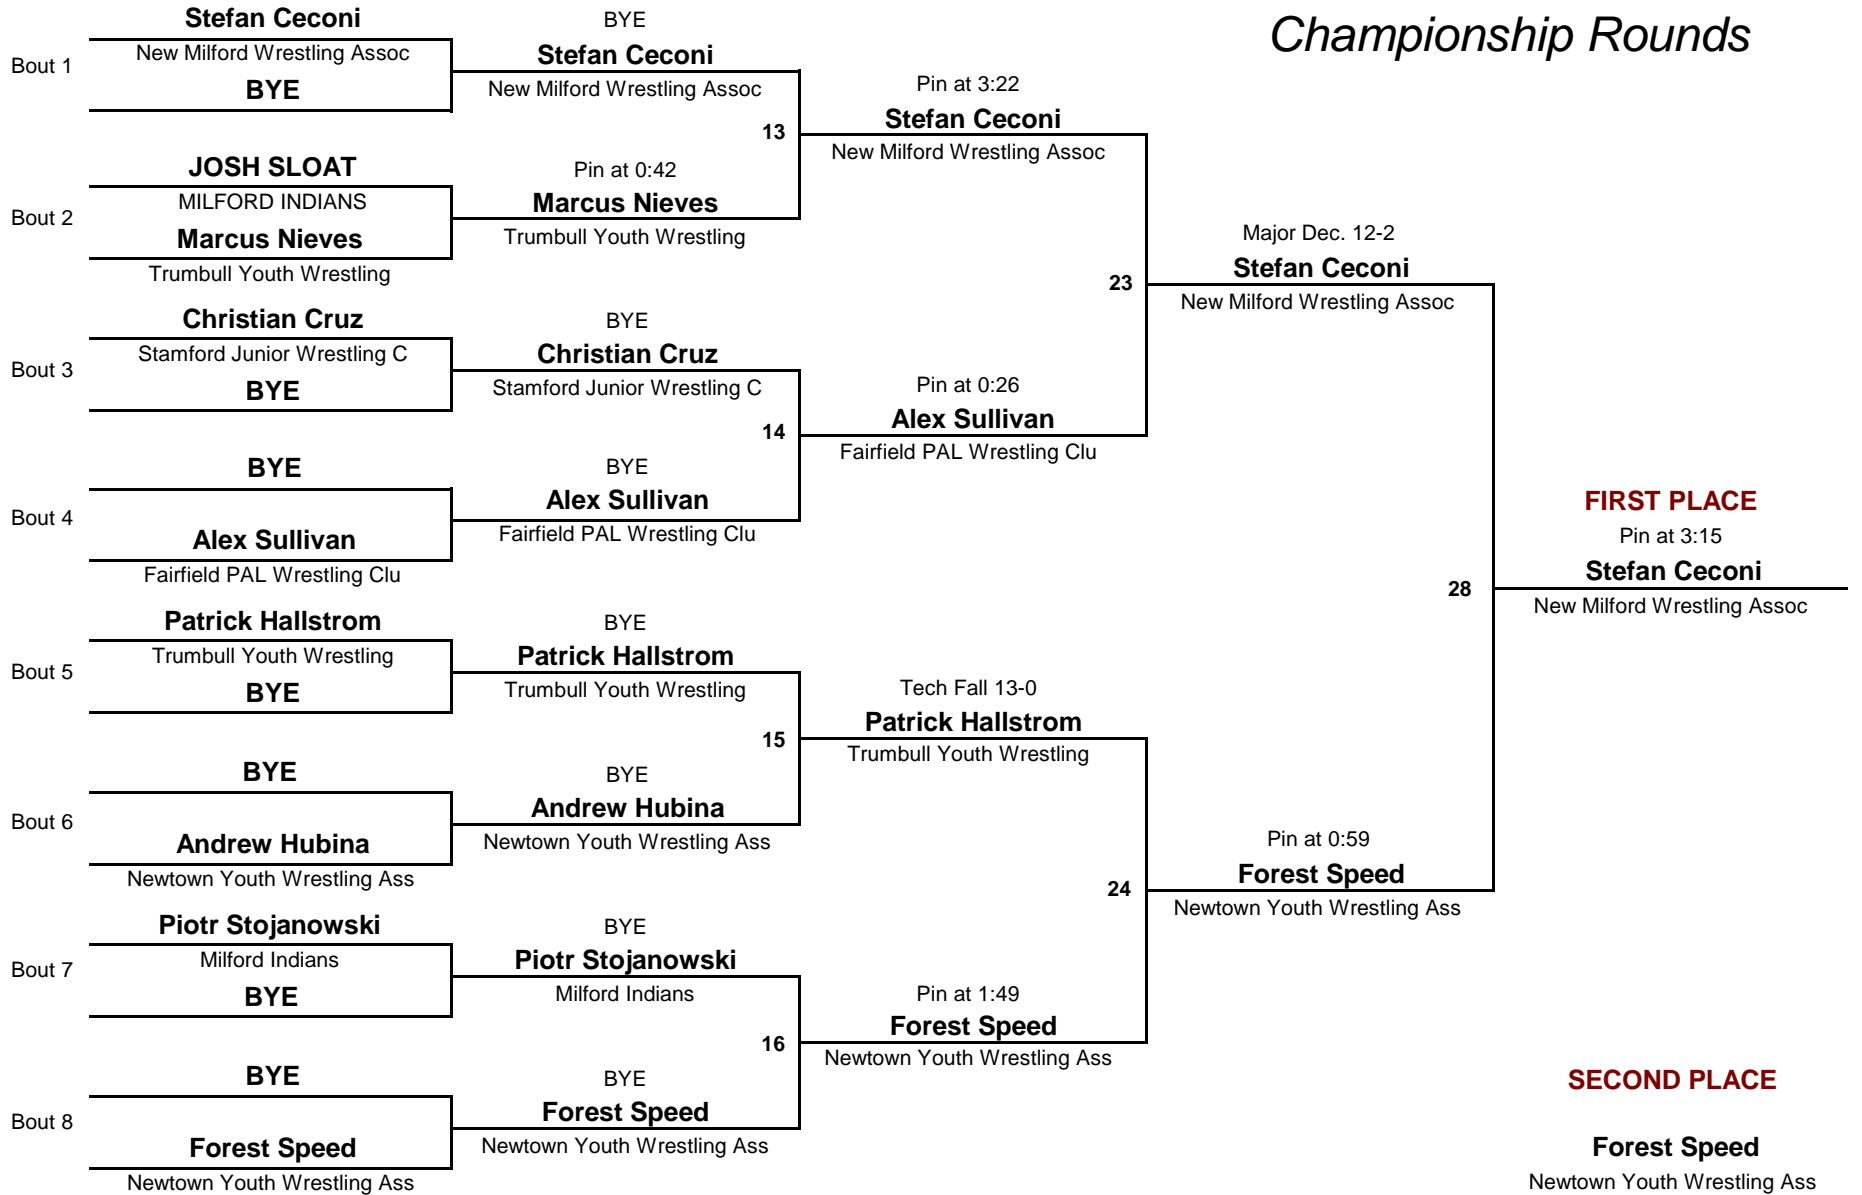 Championship Rounds
Bout 1
Stefan Ceconi
New Milford Wrestling Assoc
BYE
Bout 2
JOSH SLOAT
MILFORD INDIANS
Marcus Nieves
Trumbull Youth Wrestling
Bout 3
Christian Cruz
Stamford Junior Wrestling C
BYE
Bout 4
BYE
Alex Sullivan
Fairfield PAL Wrestling Clu
Bout 5
Patrick Hallstrom
Trumbull Youth Wrestling
BYE
Bout 6
BYE
Andrew Hubina
Newtown Youth Wrestling Ass
Bout 7
Piotr Stojanowski
Milford Indians
BYE
Bout 8
BYE
Forest Speed
Newtown Youth Wrestling Ass
BYE
Stefan Ceconi
New Milford Wrestling Assoc
13
Pin at 0:42
Marcus Nieves
Trumbull Youth Wrestling
BYE
Christian Cruz
Stamford Junior Wrestling C
14
BYE
Alex Sullivan
Fairfield PAL Wrestling Clu
BYE
Patrick Hallstrom
Trumbull Youth Wrestling
15
BYE
Andrew Hubina
Newtown Youth Wrestling Ass
BYE
Piotr Stojanowski
Milford Indians
16
BYE
Forest Speed
Newtown Youth Wrestling Ass
Pin at 3:22
Stefan Ceconi
New Milford Wrestling Assoc
23
Pin at 0:26
Alex Sullivan
Fairfield PAL Wrestling Clu
Tech Fall 13-0
Patrick Hallstrom
Trumbull Youth Wrestling
24
Pin at 1:49
Forest Speed
Newtown Youth Wrestling Ass
Major Dec. 12-2
Stefan Ceconi
New Milford Wrestling Assoc
28
Pin at 0:59
Forest Speed
Newtown Youth Wrestling Ass
FIRST PLACE
Pin at 3:15
Stefan Ceconi
New Milford Wrestling Assoc
SECOND PLACE
Forest Speed
Newtown Youth Wrestling Ass